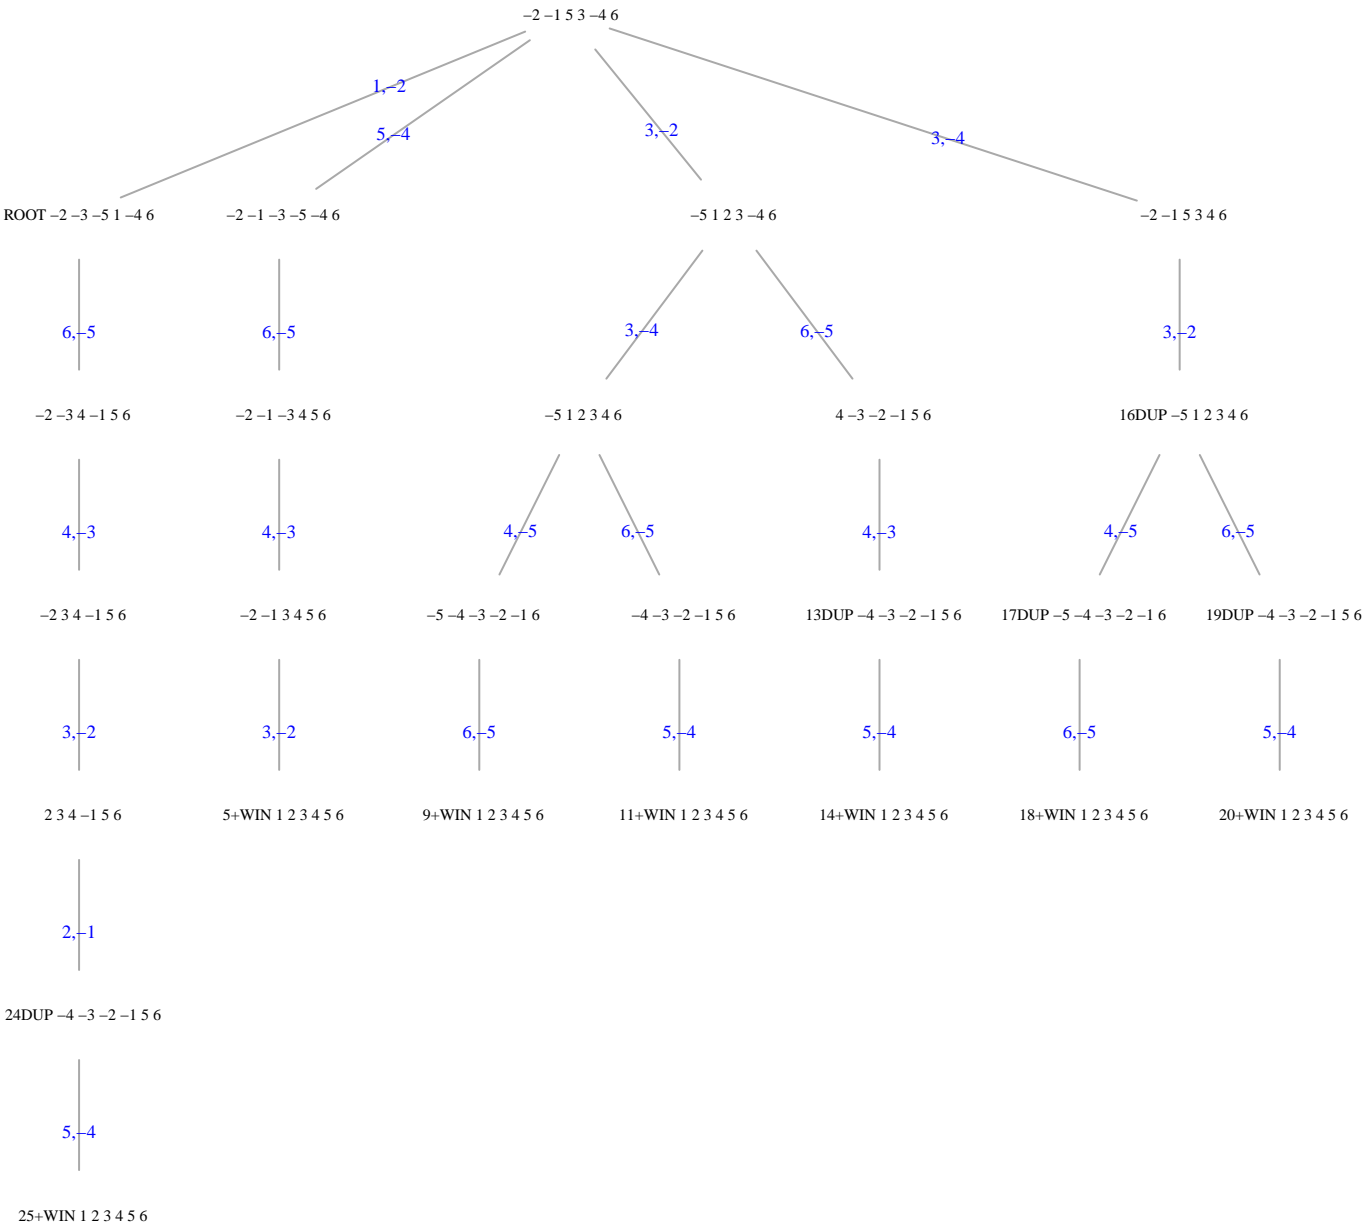 –2 –1 5 3 –4 6
1,–2
5,–4
3,–2
3,–4
ROOT –2 –3 –5 1 –4 6
–2 –1 –3 –5 –4 6
–5 1 2 3 –4 6
–2 –1 5 3 4 6
6,–5
6,–5
3,–4
6,–5
3,–2
–2 –3 4 –1 5 6
–2 –1 –3 4 5 6
–5 1 2 3 4 6
4 –3 –2 –1 5 6
16DUP –5 1 2 3 4 6
4,–3
4,–3
4,–5
6,–5
4,–3
4,–5
6,–5
–2 3 4 –1 5 6
–2 –1 3 4 5 6
–5 –4 –3 –2 –1 6
–4 –3 –2 –1 5 6
13DUP –4 –3 –2 –1 5 6
17DUP –5 –4 –3 –2 –1 6
19DUP –4 –3 –2 –1 5 6
3,–2
3,–2
6,–5
5,–4
5,–4
6,–5
5,–4
2 3 4 –1 5 6
5+WIN 1 2 3 4 5 6
9+WIN 1 2 3 4 5 6
11+WIN 1 2 3 4 5 6
14+WIN 1 2 3 4 5 6
18+WIN 1 2 3 4 5 6
20+WIN 1 2 3 4 5 6
2,–1
24DUP –4 –3 –2 –1 5 6
5,–4
25+WIN 1 2 3 4 5 6